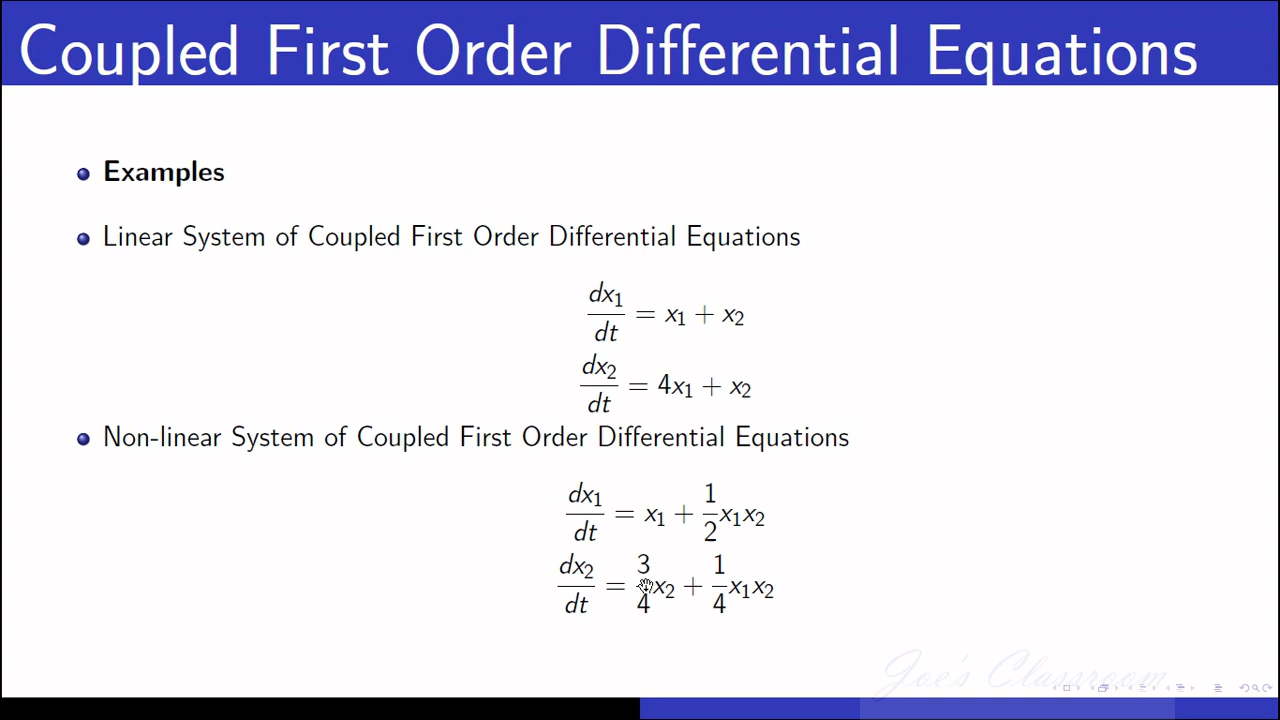 Coupled First Order Differential Equations
Examples
Linear System of Coupled First Order Differential Equations
dx₁/dt = x₁ + x₂
dx₂/dt = 4x₁ + x₂
Non-linear System of Coupled First Order Differential Equations
dx₁/dt = x₁ + 1/2 x₁x₂
dx₂/dt = 3/4 x₂ + 1/4 x₁x₂
Joe's Classroom